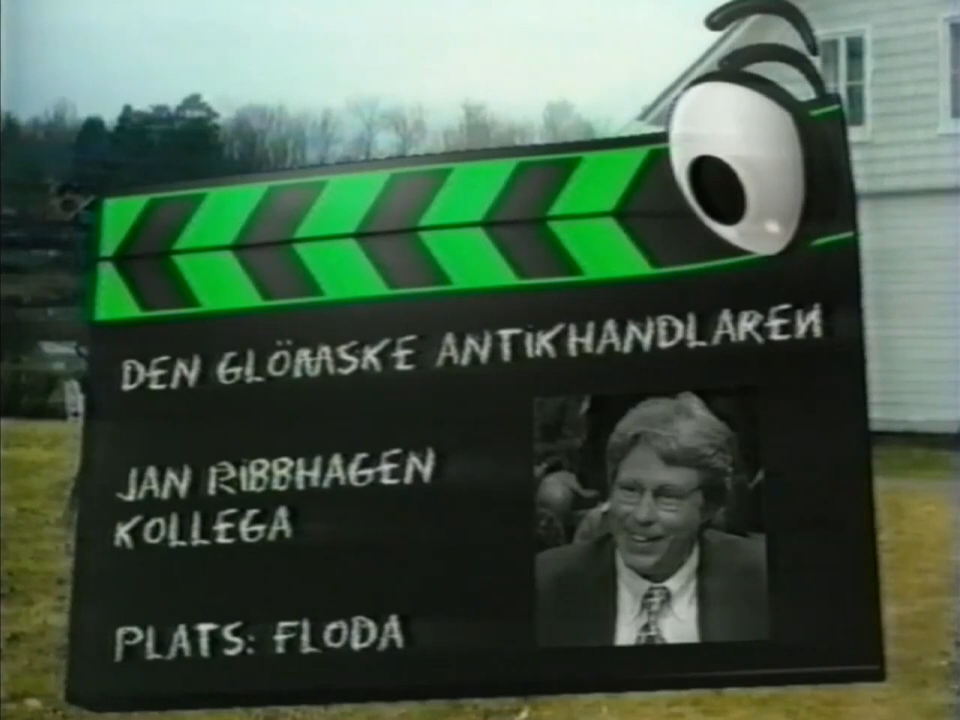 DEN GLÖMSKE ANTIKHANDLAREN
JAN RIBBHAGEN
KOLLEGA
PLATS: FLODA